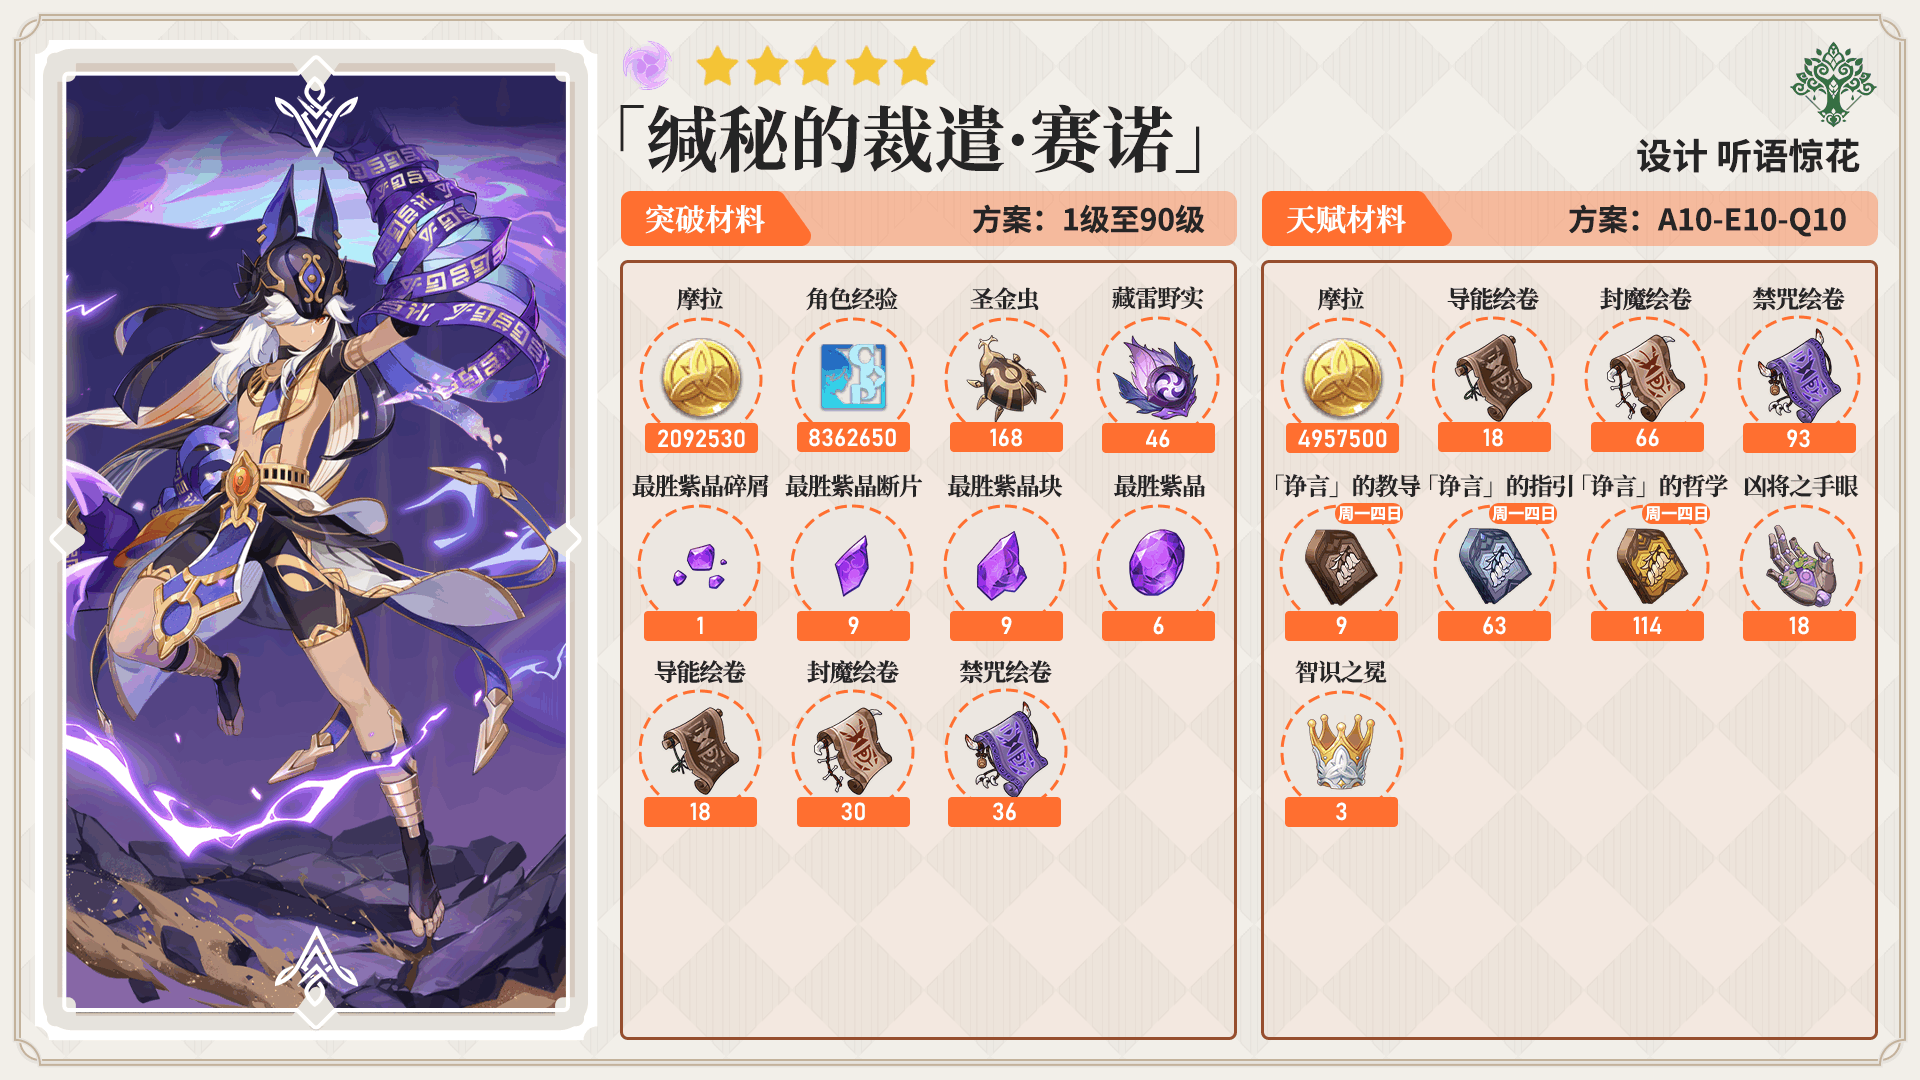 「缄秘的裁遣·赛诺」
设计 听语惊花
突破材料 方案：1级至90级
摩拉 角色经验 圣金虫 藏雷野实
2092530 8362650 168 46
最胜紫晶碎屑 最胜紫晶断片 最胜紫晶块 最胜紫晶
1 9 9 6
导能绘卷 封魔绘卷 禁咒绘卷
18 30 36
天赋材料 方案：A10-E10-Q10
摩拉 导能绘卷 封魔绘卷 禁咒绘卷
4957500 18 66 93
「诤言」的教导 「诤言」的指引 「诤言」的哲学 凶将之手眼
周一四日 周一四日 周一四日
9 63 114 18
智识之冕
3